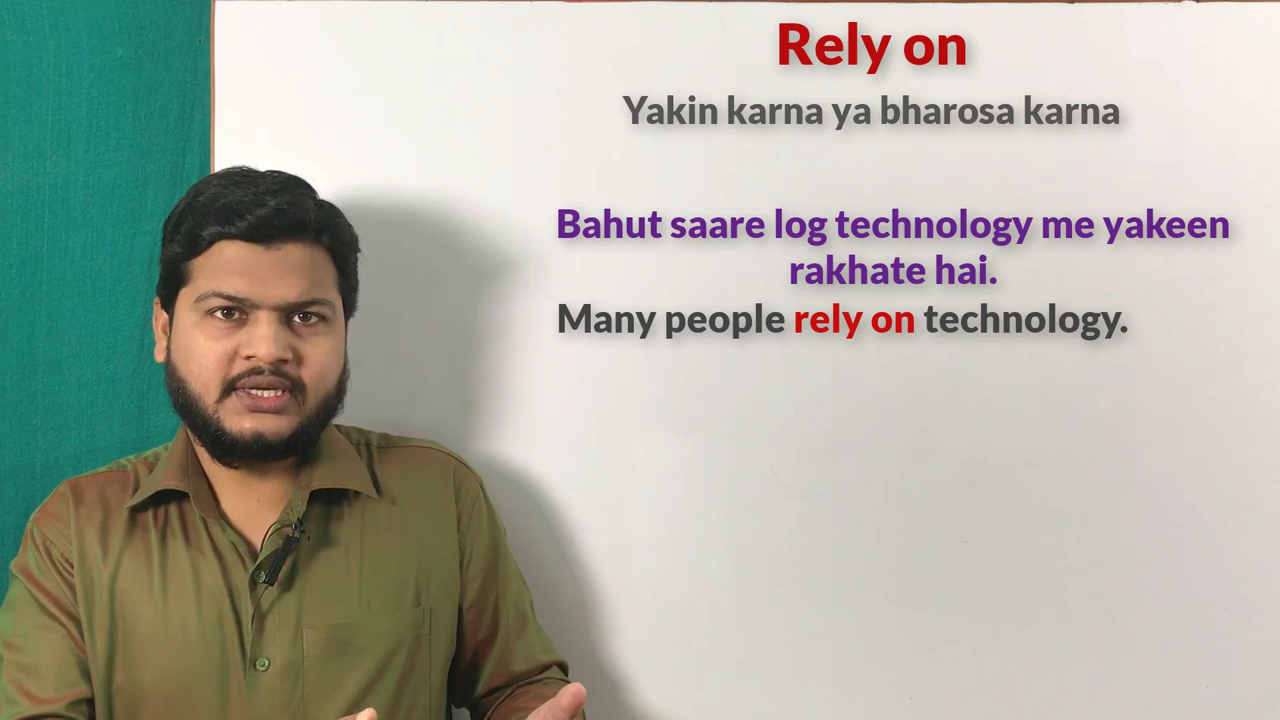 Rely on
Yakin karna ya bharosa karna
Bahut saare log technology me yakeen
rakhate hai.
Many people rely on technology.